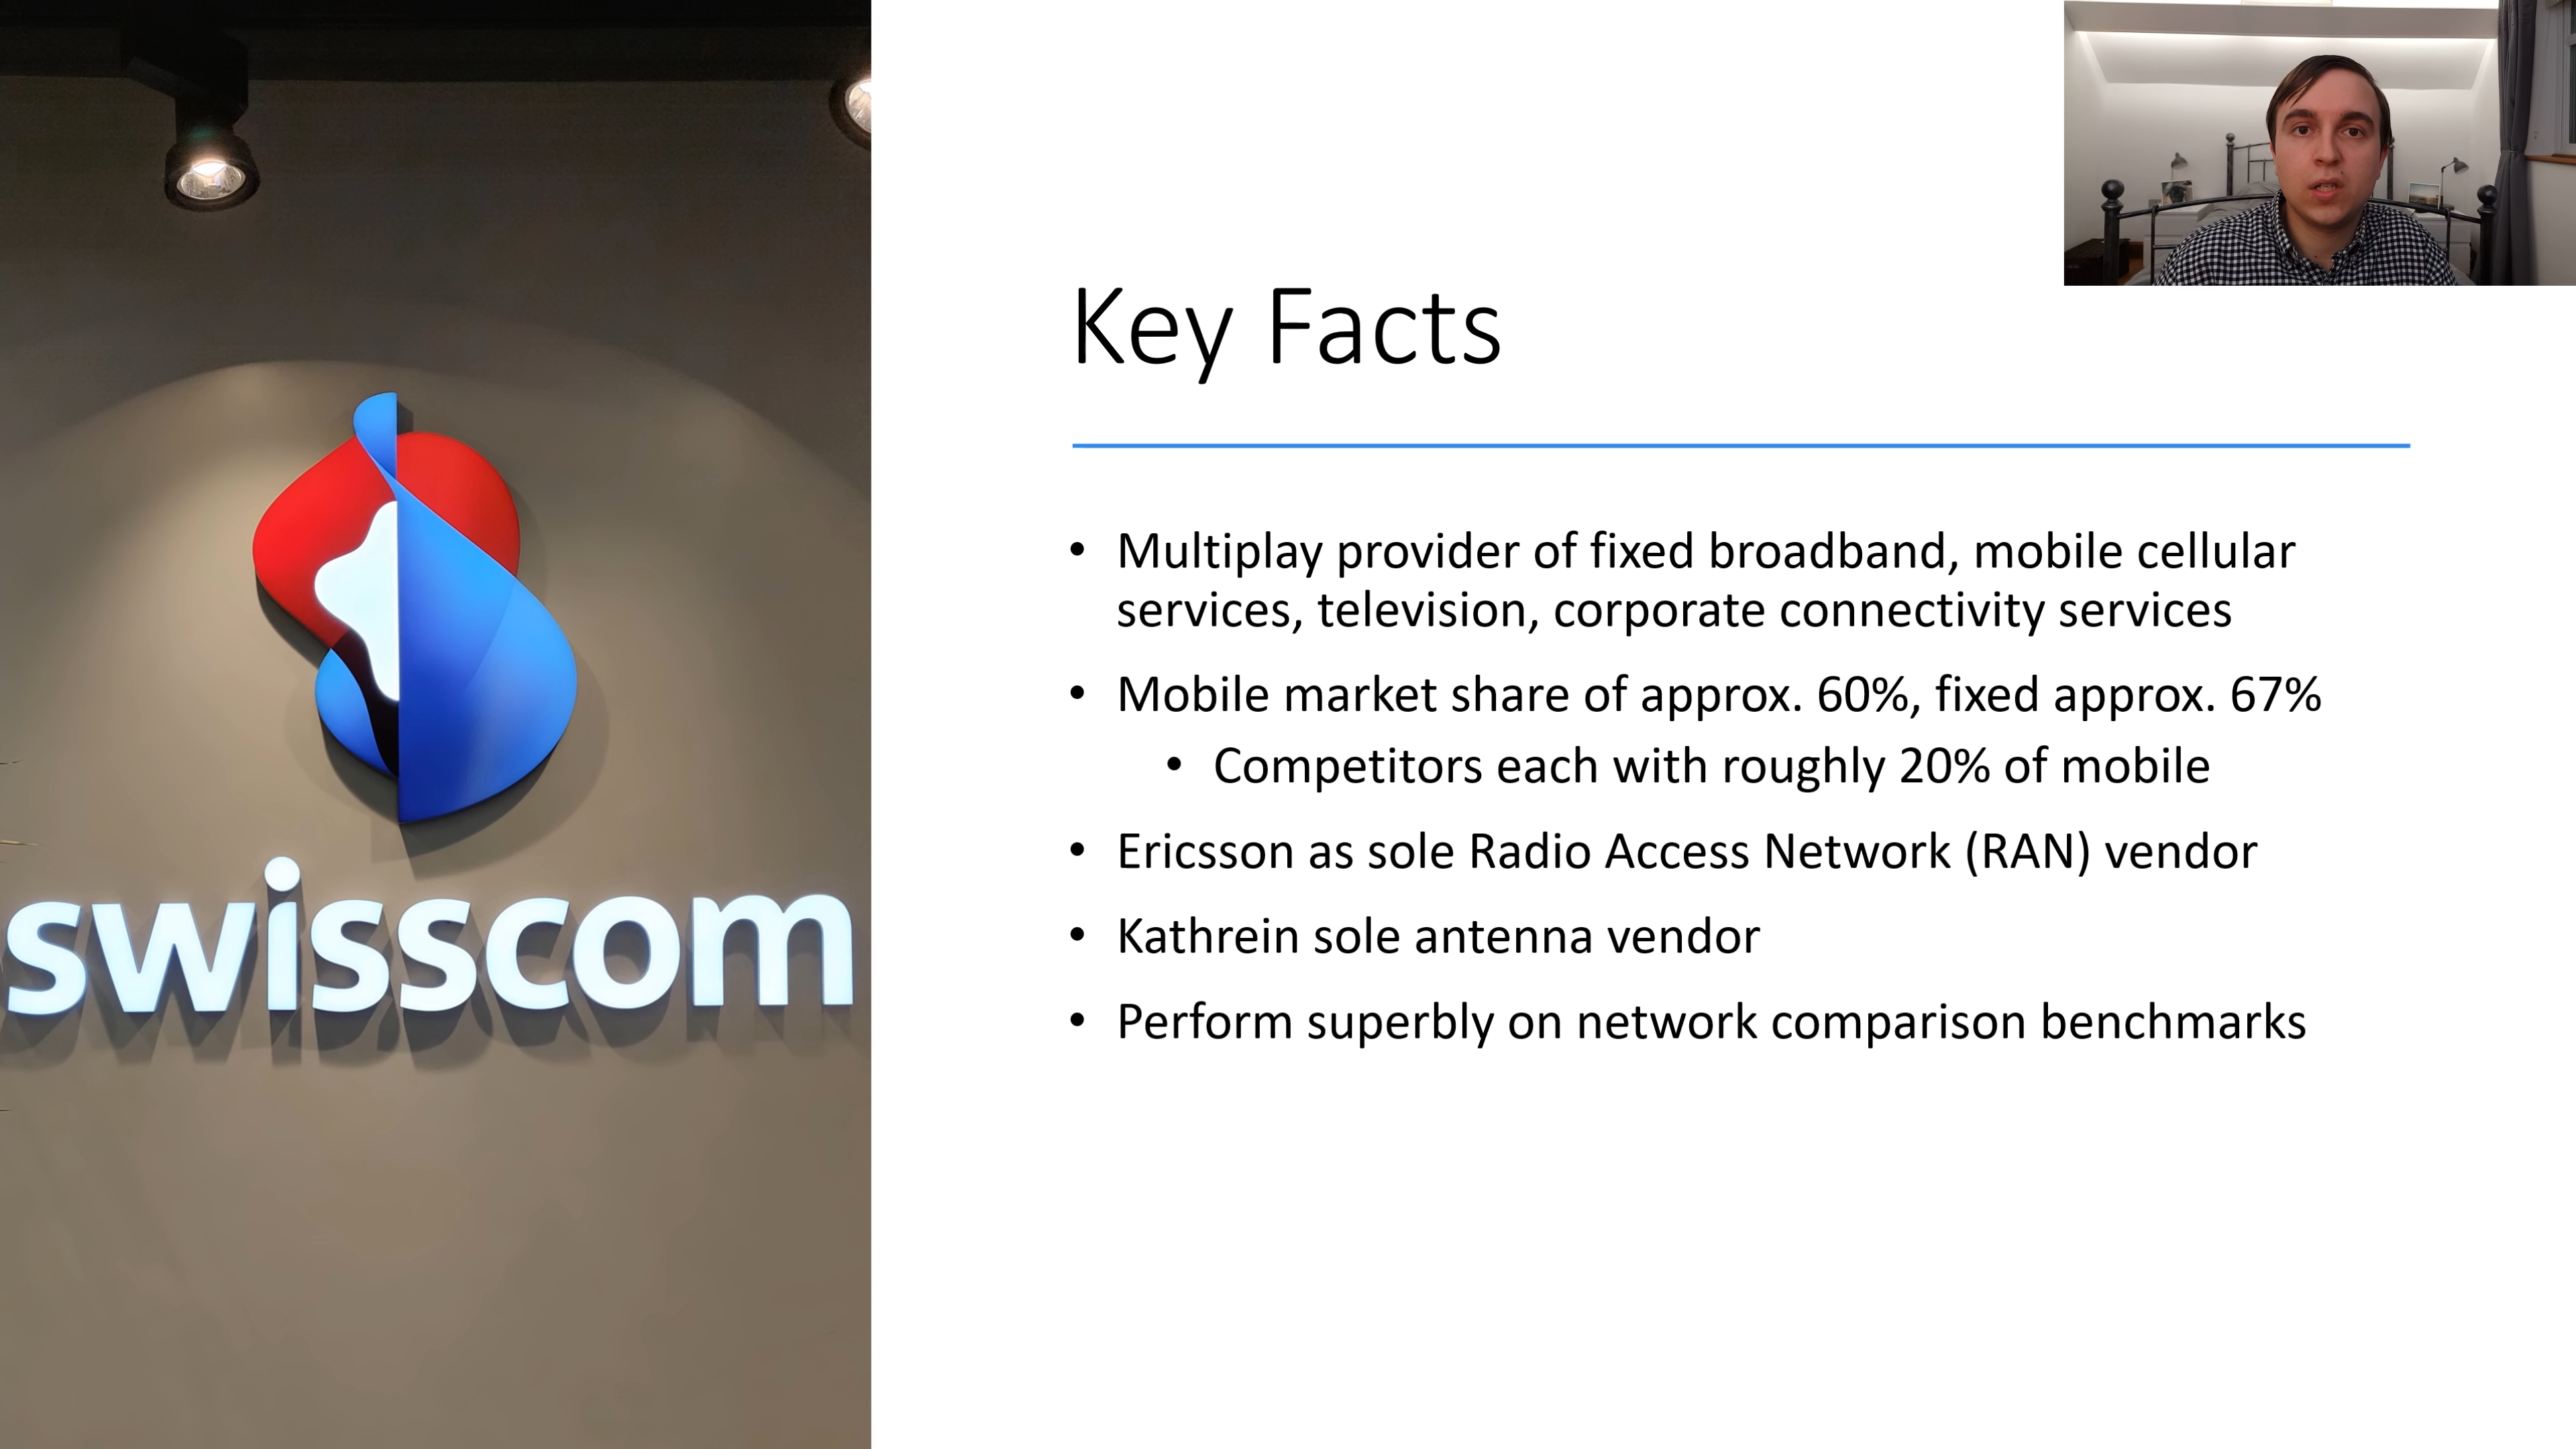 swisscom
Key Facts
• Multiplay provider of fixed broadband, mobile cellular
services, television, corporate connectivity services
• Mobile market share of approx. 60%, fixed approx. 67%
• Competitors each with roughly 20% of mobile
• Ericsson as sole Radio Access Network (RAN) vendor
• Kathrein sole antenna vendor
• Perform superbly on network comparison benchmarks